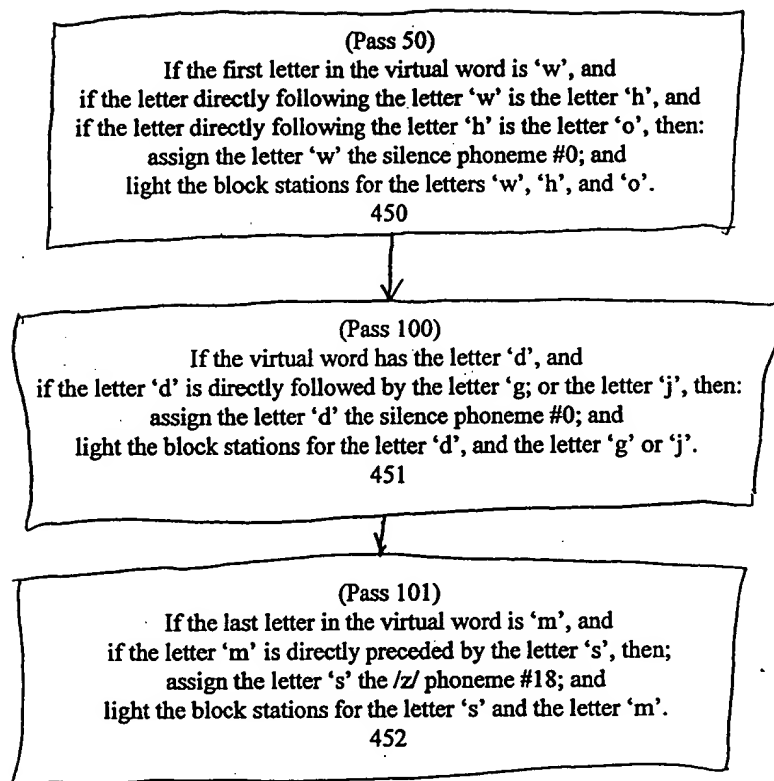 (Pass 50)
If the first letter in the virtual word is ‘w’, and
if the letter directly following the letter ‘w’ is the letter ‘h’, and
if the letter directly following the letter ‘h’ is the letter ‘o’, then:
assign the letter ‘w’ the silence phoneme #0; and
light the block stations for the letters ‘w’, ‘h’, and ‘o’.
450
(Pass 100)
If the virtual word has the letter ‘d’, and
if the letter ‘d’ is directly followed by the letter ‘g; or the letter ‘j’, then:
assign the letter ‘d’ the silence phoneme #0; and
light the block stations for the letter ‘d’, and the letter ‘g’ or ‘j’.
451
(Pass 101)
If the last letter in the virtual word is ‘m’, and
if the letter ‘m’ is directly preceded by the letter ‘s’, then;
assign the letter ‘s’ the /z/ phoneme #18; and
light the block stations for the letter ‘s’ and the letter ‘m’.
452